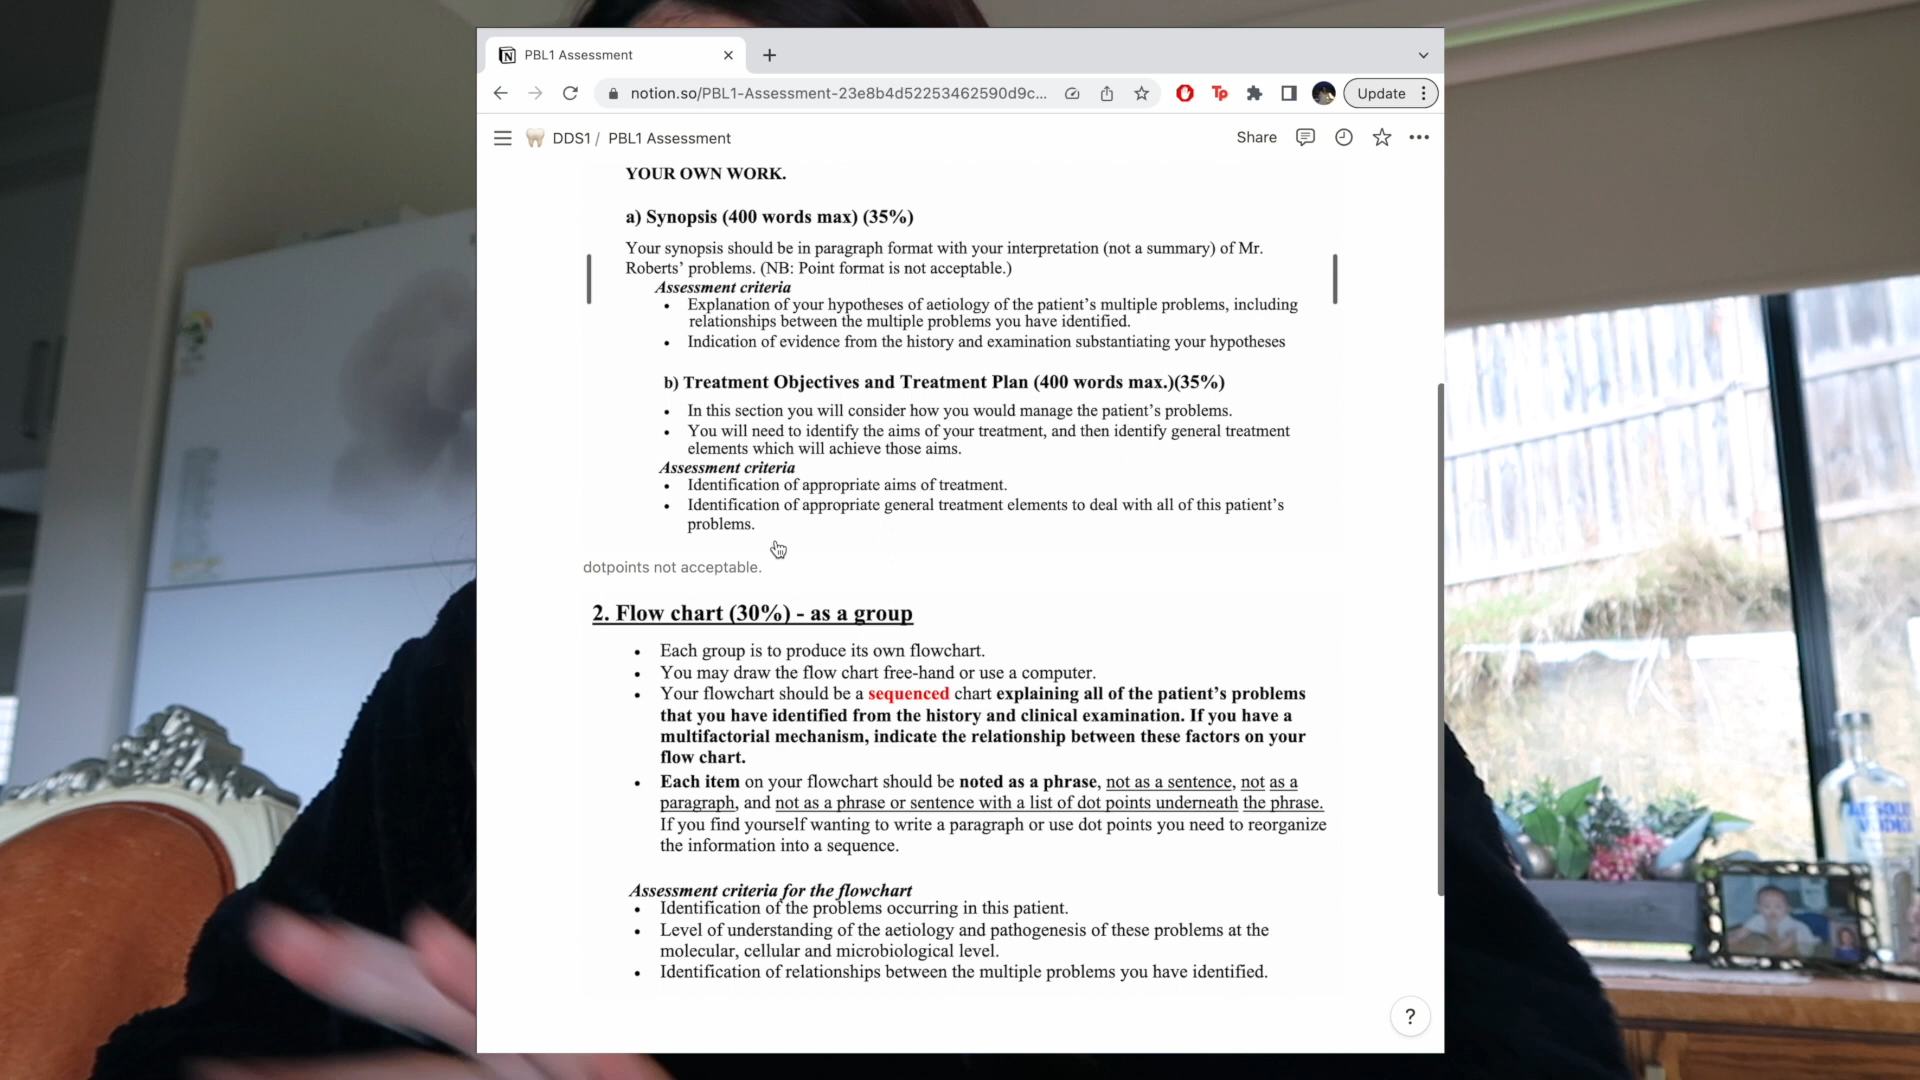 PBL1 Assessment
notion.so/PBL1-Assessment-23e8b4d52253462590d9c...
Update
DDS1 / PBL1 Assessment
Share
YOUR OWN WORK.
a) Synopsis (400 words max) (35%)
Your synopsis should be in paragraph format with your interpretation (not a summary) of Mr.
Roberts’ problems. (NB: Point format is not acceptable.)
Assessment criteria
• Explanation of your hypotheses of aetiology of the patient’s multiple problems, including
relationships between the multiple problems you have identified.
• Indication of evidence from the history and examination substantiating your hypotheses
b) Treatment Objectives and Treatment Plan (400 words max.)(35%)
• In this section you will consider how you would manage the patient’s problems.
• You will need to identify the aims of your treatment, and then identify general treatment
elements which will achieve those aims.
Assessment criteria
• Identification of appropriate aims of treatment.
• Identification of appropriate general treatment elements to deal with all of this patient’s
problems.
dotpoints not acceptable.
2. Flow chart (30%) - as a group
• Each group is to produce its own flowchart.
• You may draw the flow chart free-hand or use a computer.
• Your flowchart should be a sequenced chart explaining all of the patient’s problems
that you have identified from the history and clinical examination. If you have a
multifactorial mechanism, indicate the relationship between these factors on your
flow chart.
• Each item on your flowchart should be noted as a phrase, not as a sentence, not as a
paragraph, and not as a phrase or sentence with a list of dot points underneath the phrase.
If you find yourself wanting to write a paragraph or use dot points you need to reorganize
the information into a sequence.
Assessment criteria for the flowchart
• Identification of the problems occurring in this patient.
• Level of understanding of the aetiology and pathogenesis of these problems at the
molecular, cellular and microbiological level.
• Identification of relationships between the multiple problems you have identified.
?
ABSOLUT
VODKA